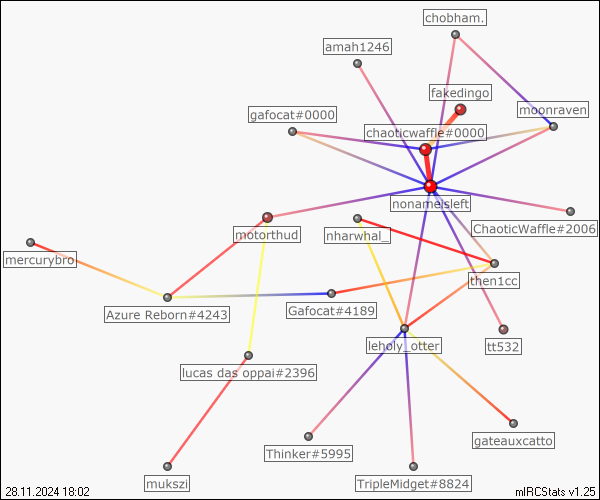 chobham.
amah1246
fakedingo
gafocat#0000
moonraven
chaoticwaffle#0000
nonameisleft
ChaoticWaffle#2006
motorthud
nharwhal_
mercurybro
then1cc
Azure Reborn#4243
Gafocat#4189
leholy_otter
tt532
lucas das oppai#2396
gateauxcatto
Thinker#5995
mukszi
TripleMidget#8824
28.11.2024 18:02
mIRCStats v1.25